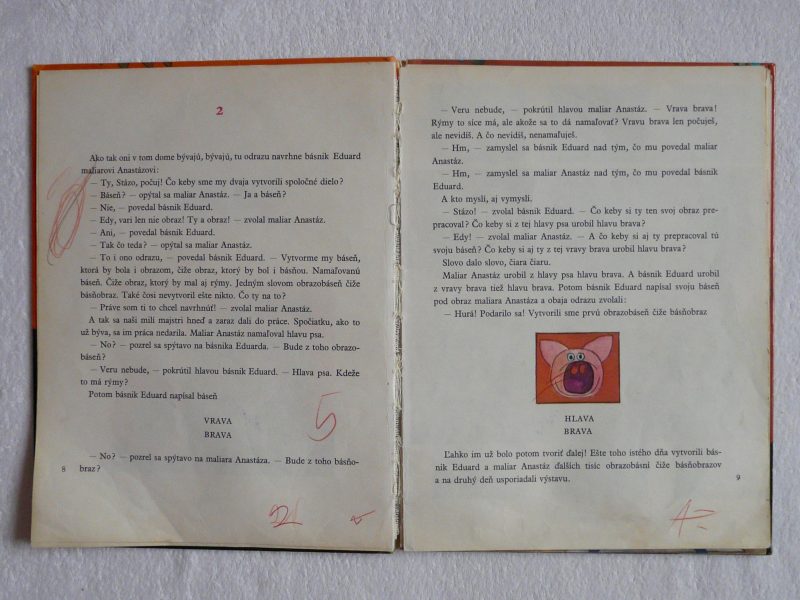 2
Ako tak oni v tom dome bývajú, bývajú, tu odrazu navrhne básnik Eduard
maliarovi Anastázovi:
— Ty, Stázo, počuj! Čo keby sme my dvaja vytvorili spoločné dielo?
— Báseň? — opýtal sa maliar Anastáz. — Ja a báseň?
— Nie, — povedal básnik Eduard.
— Edy, vari len nie obraz! Ty a obraz! — zvolal maliar Anastáz.
— Ani, — povedal básnik Eduard.
— Tak čo teda? — opýtal sa maliar Anastáz.
— To i ono odrazu, — povedal básnik Eduard. — Vytvorme my báseň,
ktorá by bola i obrazom, čiže obraz, ktorý by bol i básňou. Namaľovanú
báseň. Čiže obraz, ktorý by mal aj rýmy. Jedným slovom obrazobáseň čiže
básňobraz. Také čosi nevytvoril ešte nikto. Čo ty na to?
— Práve som ti to chcel navrhnúť! — zvolal maliar Anastáz.
A tak sa naši milí majstri hneď a zaraz dali do práce. Spočiatku, ako to
už býva, sa im práca nedarila. Maliar Anastáz namaľoval hlavu psa.
— No? — pozrel sa spýtavo na básnika Eduarda. — Bude z toho obrazo-
báseň?
— Veru nebude, — pokrútil hlavou básnik Eduard. — Hlava psa. Kdeže
to má rýmy?
Potom básnik Eduard napísal báseň
VRAVA
BRAVA
5
— No? — pozrel sa spýtavo na maliara Anastáza. — Bude z toho básňo-
braz?
8
— Veru nebude, — pokrútil hlavou maliar Anastáz. — Vrava brava!
Rýmy to síce má, ale akože sa to dá namaľovať? Vravu brava len počuješ,
ale nevidíš. A čo nevidíš, nenamaľuješ.
— Hm, — zamyslel sa básnik Eduard nad tým, čo mu povedal maliar
Anastáz.
— Hm, — zamyslel sa maliar Anastáz nad tým, čo mu povedal básnik
Eduard.
A kto myslí, aj vymyslí.
— Stázo! — zvolal básnik Eduard. — Čo keby si ty ten svoj obraz pre-
pracoval? Čo keby si z tej hlavy psa urobil hlavu brava?
— Edy! — zvolal maliar Anastáz. — A čo keby si aj ty prepracoval tú
svoju báseň? Čo keby si aj ty z tej vravy brava urobil hlavu brava?
Slovo dalo slovo, čiara čiaru.
Maliar Anastáz urobil z hlavy psa hlavu brava. A básnik Eduard urobil
z vravy brava tiež hlavu brava. Potom básnik Eduard napísal svoju báseň
pod obraz maliara Anastáza a obaja odrazu zvolali:
— Hurá! Podarilo sa! Vytvorili sme prvú obrazobáseň čiže básňobraz
HLAVA
BRAVA
Ľahko im už bolo potom tvoriť ďalej! Ešte toho istého dňa vytvorili bás-
nik Eduard a maliar Anastáz ďalších tisíc obrazobásní čiže básňobrazov
a na druhý deň usporiadali výstavu.
9